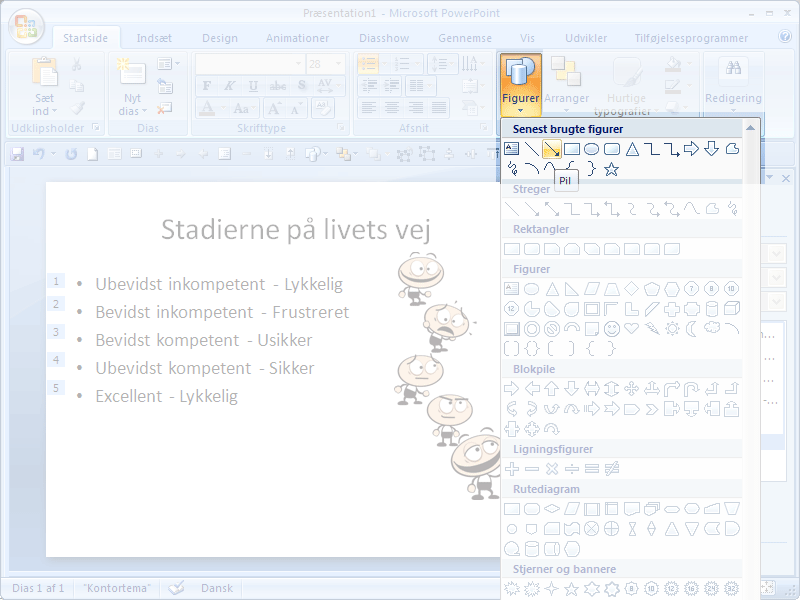 Præsentation1 - Microsoft PowerPoint
Startside Indsæt Design Animationer Diasshow Gennemse Vis Udvikler Tilføjelsesprogrammer
28
F K U abe S AV
A Aa A A
Sæt ind
Nyt dias
Figurer
Arranger
Hurtige typografier
Redigering
Udklipsholder Dias Skrifttype Afsnit
Senest brugte figurer
Pil
Streger
Rektangler
Figurer
Blokpile
Ligningsfigurer
Rutediagram
Stjerner og bannere
Stadierne på livets vej
1 • Ubevidst inkompetent - Lykkelig
2 • Bevidst inkompetent - Frustreret
3 • Bevidst kompetent - Usikker
4 • Ubevidst kompetent - Sikker
5 • Excellent - Lykkelig
Dias 1 af 1 "Kontortema" Dansk